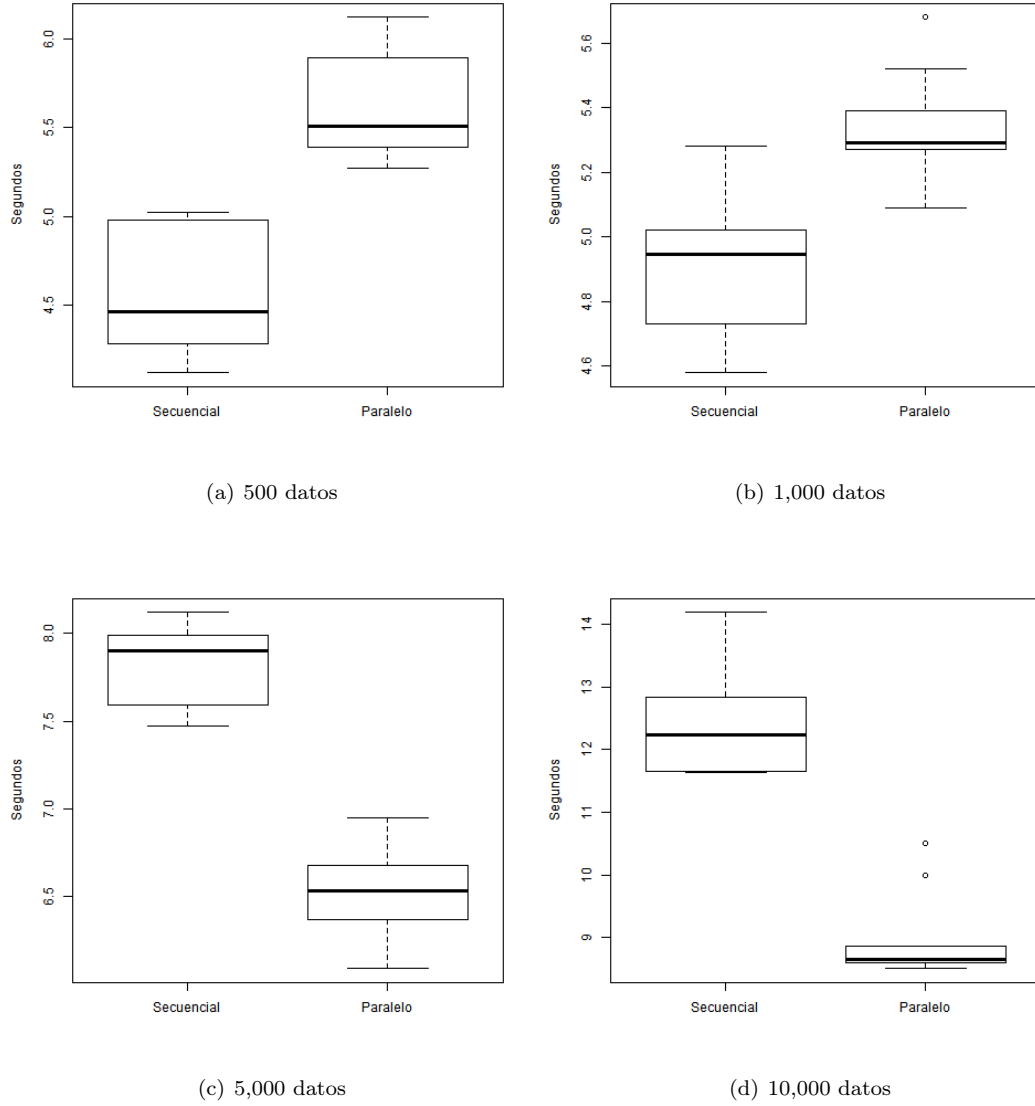 Segundos
6.0
5.5
5.0
4.5
Secuencial
Paralelo
(a) 500 datos
Segundos
5.6
5.4
5.2
5.0
4.8
4.6
Secuencial
Paralelo
(b) 1,000 datos
Segundos
8.0
7.5
7.0
6.5
Secuencial
Paralelo
(c) 5,000 datos
Segundos
14
13
12
11
10
9
Secuencial
Paralelo
(d) 10,000 datos